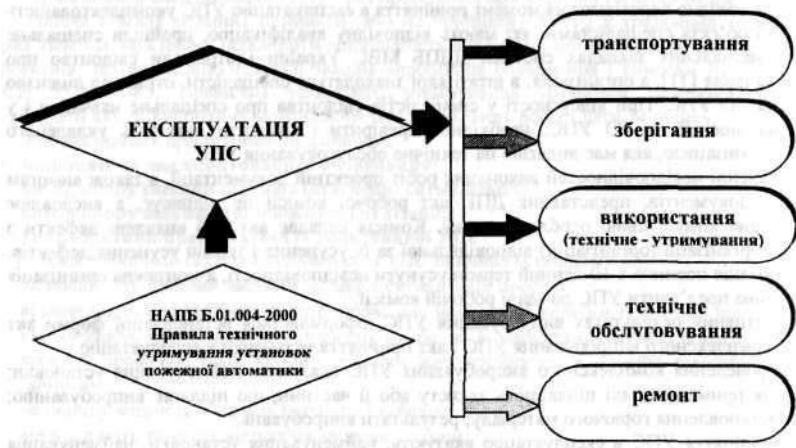 ЕКСПЛУАТАЦІЯ
УПС
НАПБ Б.01.004-2000
Правила технічного
утримування установок
пожежної автоматики
транспортування
зберігання
використання
(технічне - утримування)
технічне
обслуговування
ремонт